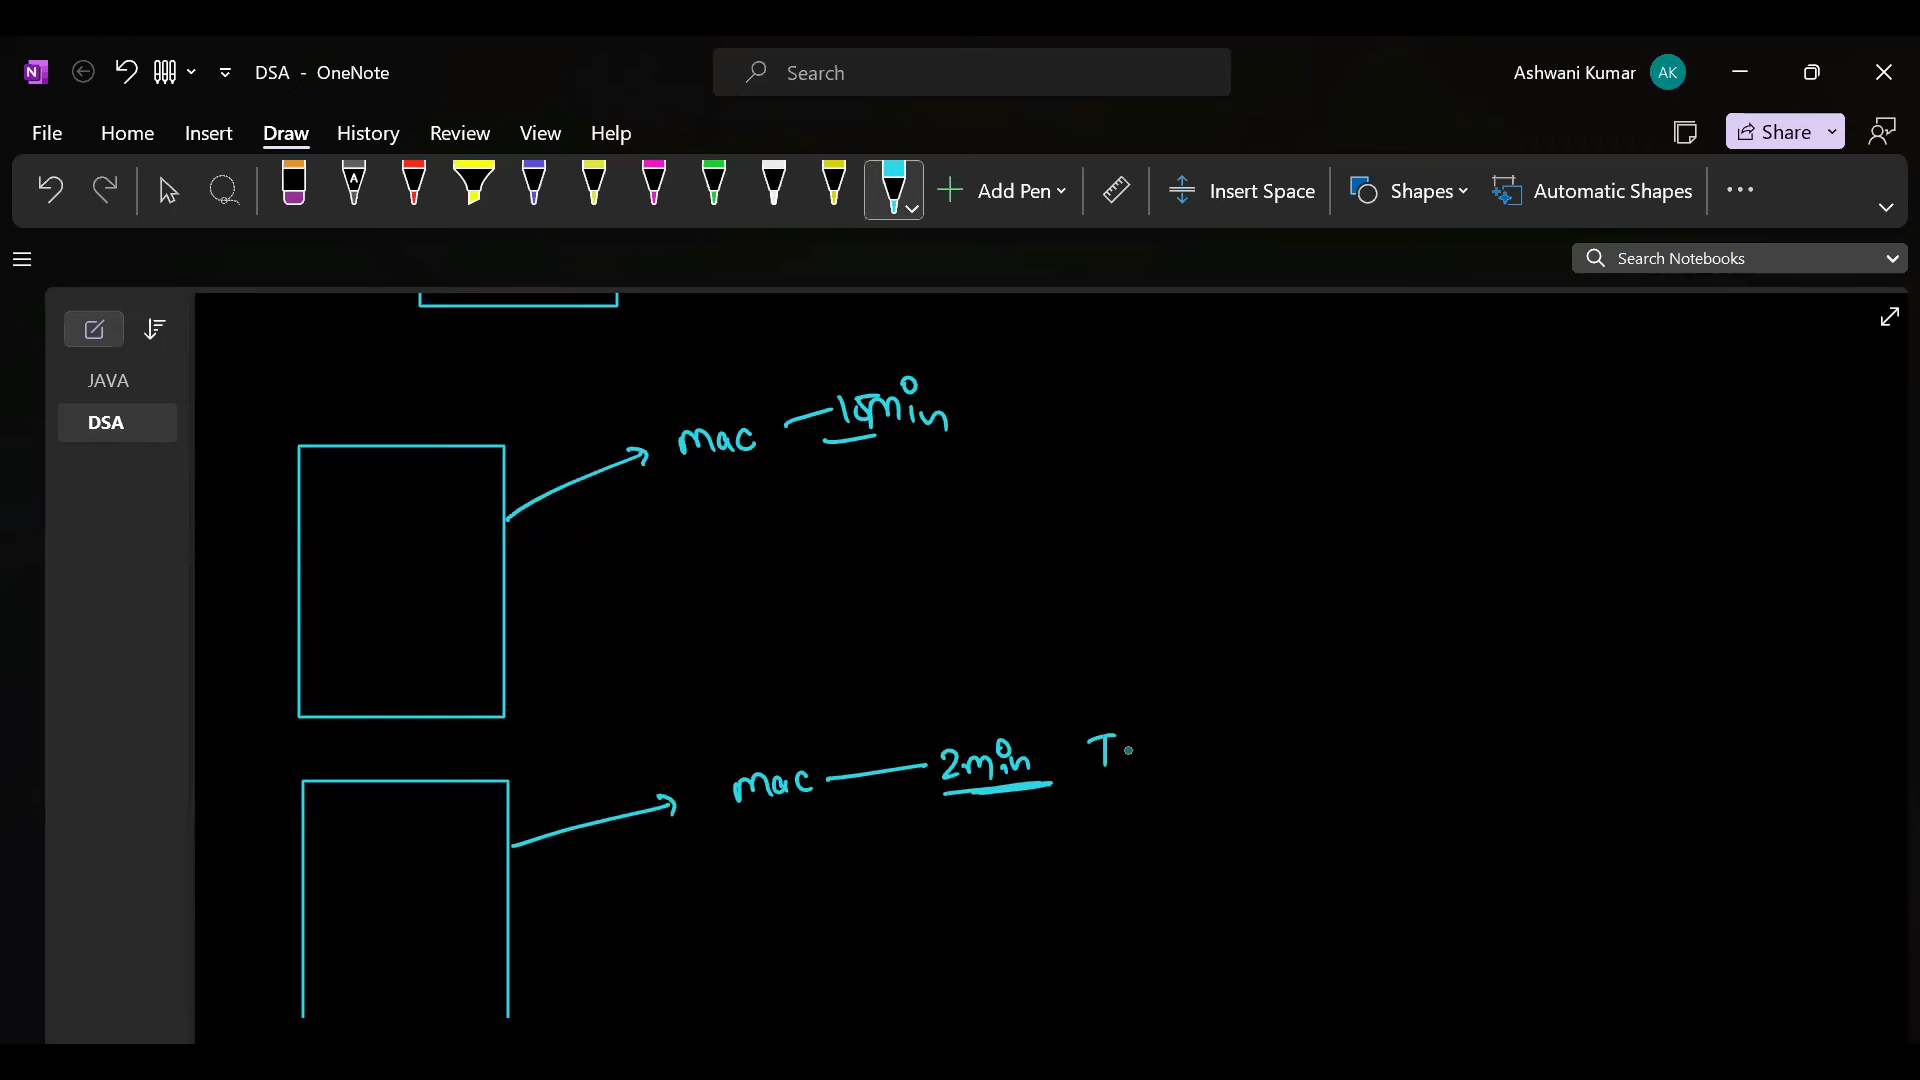 DSA - OneNote
Search
Ashwani Kumar AK
File Home Insert Draw History Review View Help
Share
A
Add Pen
Insert Space
Shapes
Automatic Shapes
Search Notebooks
JAVA
DSA
mac — 15min
mac — 2min T